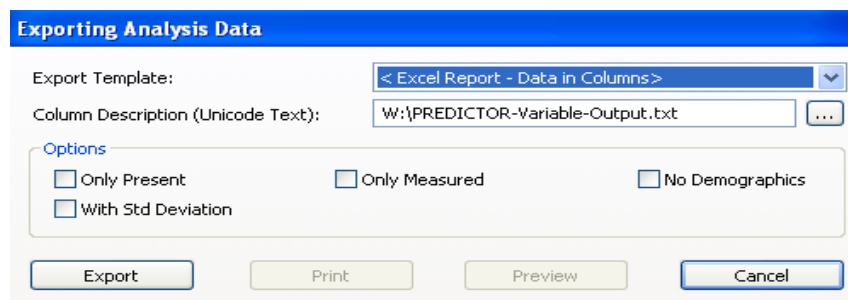 Exporting Analysis Data
Export Template: < Excel Report - Data in Columns>
Column Description (Unicode Text): W:\PREDICTOR-Variable-Output.txt ...
Options
Only Present Only Measured No Demographics
With Std Deviation
Export Print Preview Cancel